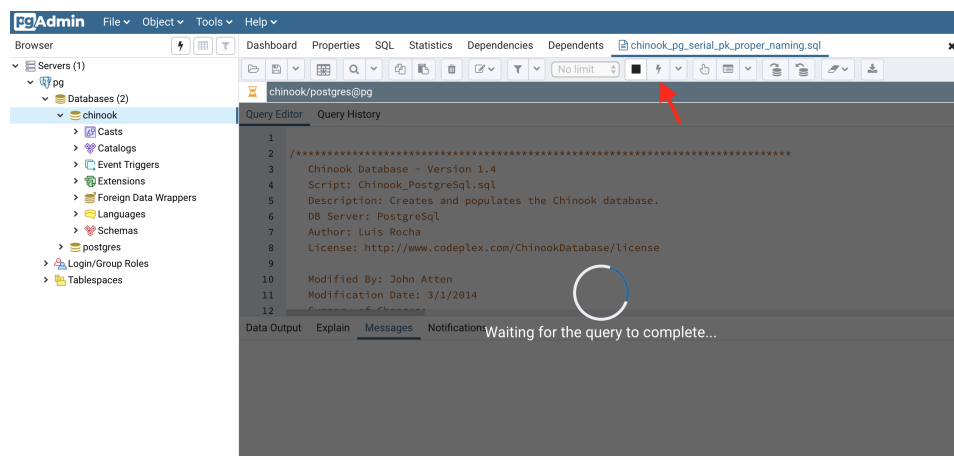 pgAdmin File Object Tools Help
Browser
Dashboard Properties SQL Statistics Dependencies Dependents chinook_pg_serial_pk_proper_naming.sql
Servers (1)
pg
Databases (2)
chinook
Casts
Catalogs
Event Triggers
Extensions
Foreign Data Wrappers
Languages
Schemas
postgres
Login/Group Roles
Tablespaces
No limit
chinook/postgres@pg
Query Editor Query History
1
2 /*******************************************************************************
3 Chinook Database - Version 1.4
4 Script: Chinook_PostgreSql.sql
5 Description: Creates and populates the Chinook database.
6 DB Server: PostgreSql
7 Author: Luis Rocha
8 License: http://www.codeplex.com/ChinookDatabase/license
9
10 Modified By: John Atten
11 Modification Date: 3/1/2014
12 Summary of Changes:
Data Output Explain Messages Notifications
Waiting for the query to complete...